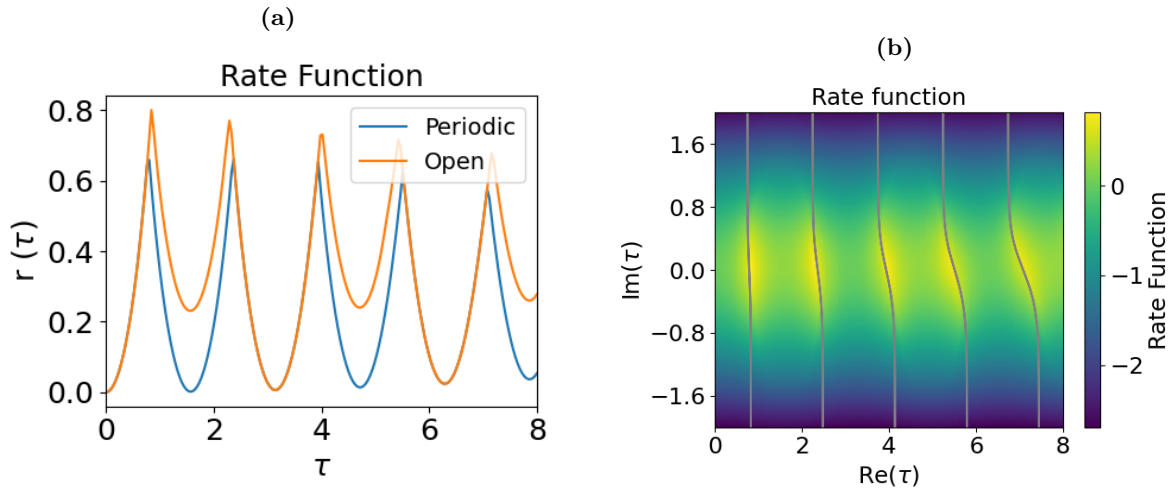 (a)
Rate Function
r (τ)
0.8
0.6
0.4
0.2
0.0
Periodic
Open
0
2
4
6
8
τ
(b)
Rate function
Im(τ)
1.6
0.8
0.0
−0.8
−1.6
0
2
4
6
8
Re(τ)
0
−1
−2
Rate Function